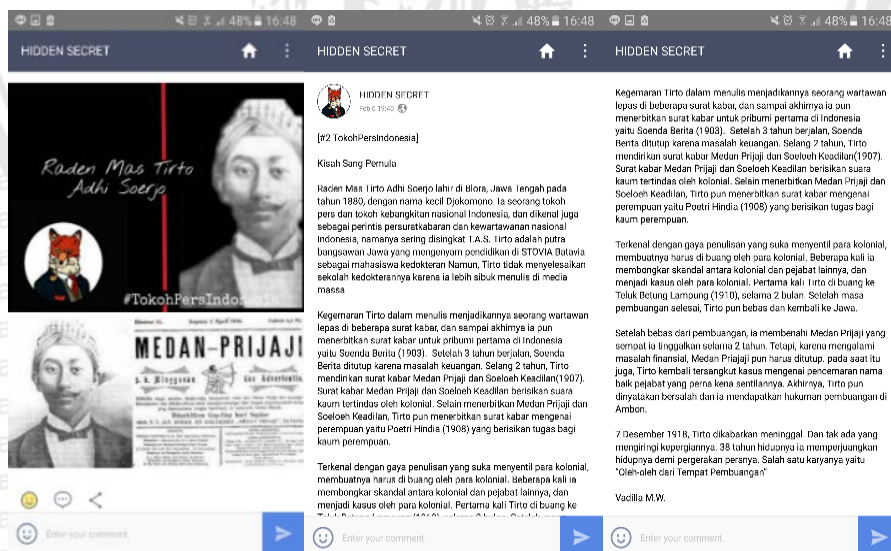 48% 16:48
HIDDEN SECRET
Raden Mas Tirto
Adhi Soerjo
#TokohPersIndonesia
MEDAN-PRIJAJI
Enter your comment.
48% 16:48
HIDDEN SECRET
HIDDEN SECRET
Feb 6 19:40
[#2 TokohPersIndonesia]
Kisah Sang Pemula
Raden Mas Tirto Adhi Soerjo lahir di Blora, Jawa Tengah pada
tahun 1880, dengan nama kecil Djokomono. Ia seorang tokoh
pers dan tokoh kebangkitan nasional Indonesia, dan dikenal juga
sebagai perintis persuratkabaran dan kewartawanan nasional
Indonesia, namanya sering disingkat T.A.S. Tirto adalah putra
bangsawan Jawa yang mengenyam pendidikan di STOVIA Batavia
sebagai mahasiswa kedokteran Namun, Tirto tidak menyelesaikan
sekolah kedokterannya karena ia lebih sibuk menulis di media
massa
Kegemaran Tirto dalam menulis menjadikannya seorang wartawan
lepas di beberapa surat kabar, dan sampai akhirnya ia pun
menerbitkan surat kabar untuk pribumi pertama di Indonesia
yaitu Soenda Berita (1903). Setelah 3 tahun berjalan, Soenda
Berita ditutup karena masalah keuangan. Selang 2 tahun, Tirto
mendirikan surat kabar Medan Prijaji dan Soeloeh Keadilan(1907).
Surat kabar Medan Prijaji dan Soeloeh Keadilan berisikan suara
kaum tertindas oleh kolonial. Selain menerbitkan Medan Prijaji dan
Soeloeh Keadilan, Tirto pun menerbitkan surat kabar mengenai
perempuan yaitu Poetri Hindia (1908) yang berisikan tugas bagi
kaum perempuan.
Terkenal dengan gaya penulisan yang suka menyentil para kolonial,
membuatnya harus di buang oleh para kolonial. Beberapa kali ia
membongkar skandal antara kolonial dan pejabat lainnya, dan
menjadi kasus oleh para kolonial. Pertama kali Tirto di buang ke
Enter your comment.
48% 16:48
HIDDEN SECRET
Kegemaran Tirto dalam menulis menjadikannya seorang wartawan
lepas di beberapa surat kabar, dan sampai akhirnya ia pun
menerbitkan surat kabar untuk pribumi pertama di Indonesia
yaitu Soenda Berita (1903). Setelah 3 tahun berjalan, Soenda
Berita ditutup karena masalah keuangan. Selang 2 tahun, Tirto
mendirikan surat kabar Medan Prijaji dan Soeloeh Keadilan(1907).
Surat kabar Medan Prijaji dan Soeloeh Keadilan berisikan suara
kaum tertindas oleh kolonial. Selain menerbitkan Medan Prijaji dan
Soeloeh Keadilan, Tirto pun menerbitkan surat kabar mengenai
perempuan yaitu Poetri Hindia (1908) yang berisikan tugas bagi
kaum perempuan.
Terkenal dengan gaya penulisan yang suka menyentil para kolonial,
membuatnya harus di buang oleh para kolonial. Beberapa kali ia
membongkar skandal antara kolonial dan pejabat lainnya, dan
menjadi kasus oleh para kolonial. Pertama kali Tirto di buang ke
Teluk Betung Lampung (1910), selama 2 bulan. Setelah masa
pembuangan selesai, Tirto pun bebas dan kembali ke Jawa.
Setelah bebas dari pembuangan, ia membenahi Medan Prijaji yang
sempat ia tinggalkan selama 2 tahun. Tetapi, karena mengalami
masalah finansial, Medan Priajaji pun harus ditutup. pada saat itu
juga, Tirto kembali tersangkut kasus mengenai pencemaran nama
baik pejabat yang perna kena sentilannya. Akhirnya, Tirto pun
dinyatakan bersalah dan ia mendapatkan hukuman pembuangan di
Ambon.
7 Desember 1918, Tirto dikabarkan meninggal. Dan tak ada yang
mengiringi kepergiannya. 38 tahun hidupnya ia memperjuangkan
hidupnya demi pergerakan persnya. Salah satu karyanya yaitu
"Oleh-oleh dari Tempat Pembuangan"
Vadilla M.W.
Enter your comment.